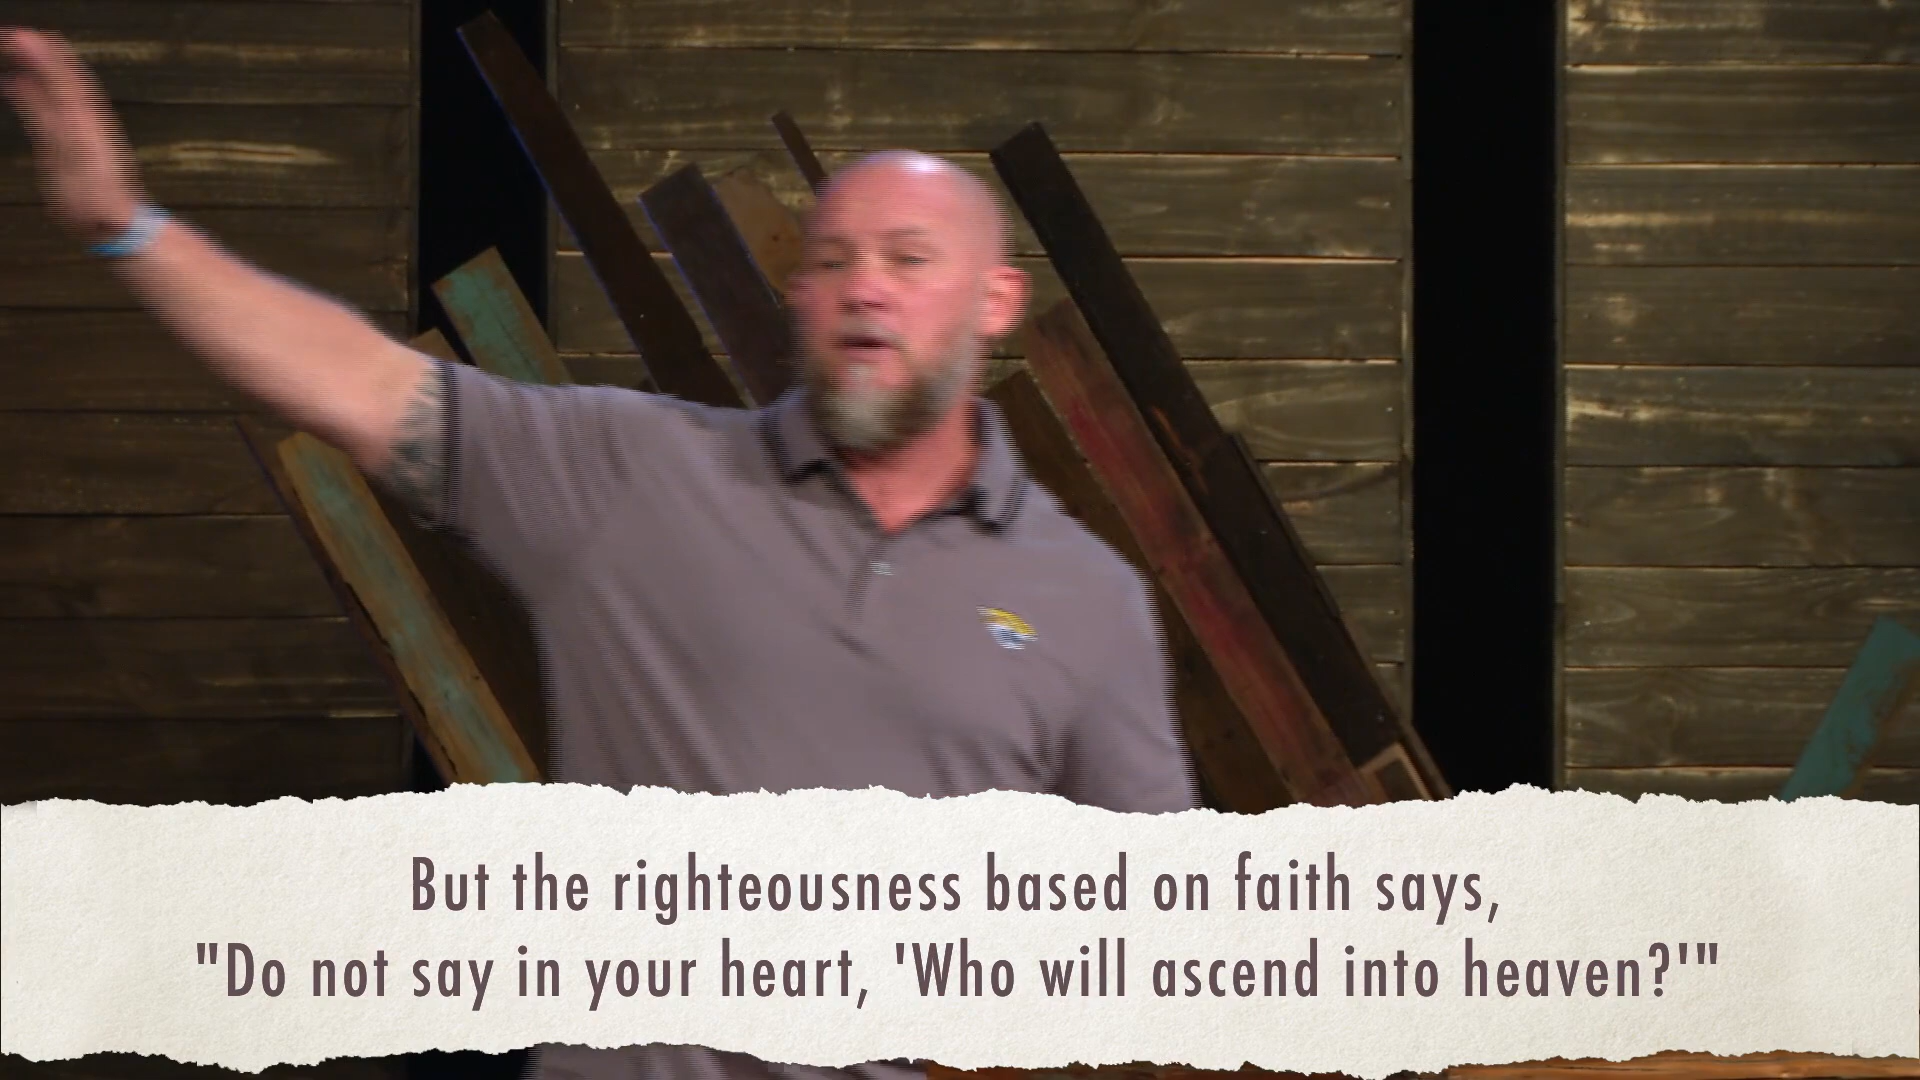 But the righteousness based on faith says,
"Do not say in your heart, 'Who will ascend into heaven?'"